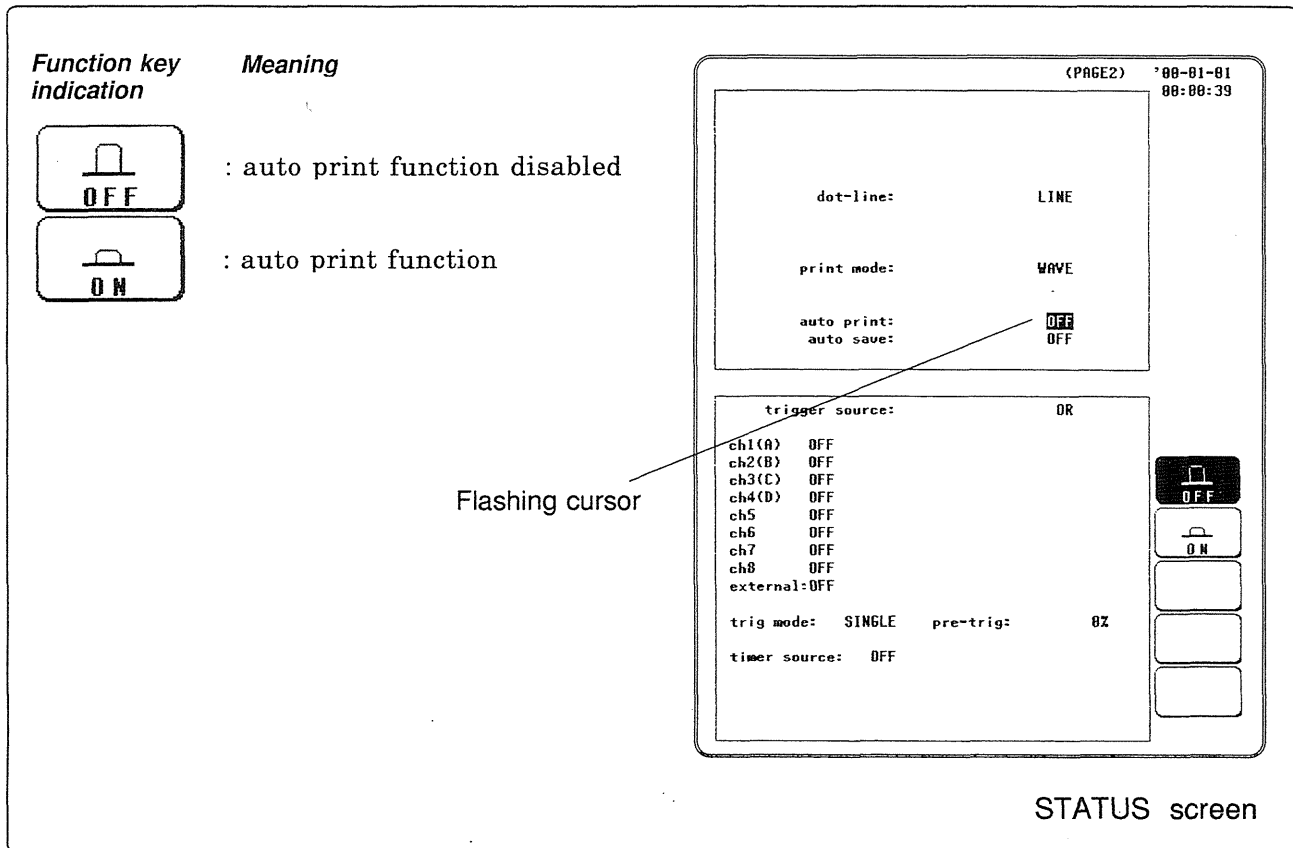 Function key indication
Meaning
OFF
: auto print function disabled
ON
: auto print function
(PAGE2) '00-01-01
00:00:39
dot-line: LINE
print mode: WAVE
auto print: OFF
auto save: OFF
trigger source: OR
ch1(A) OFF
ch2(B) OFF
ch3(C) OFF
ch4(D) OFF
ch5 OFF
ch6 OFF
ch7 OFF
ch8 OFF
external:OFF
trig mode: SINGLE pre-trig: 0%
timer source: OFF
OFF
ON
Flashing cursor
STATUS screen